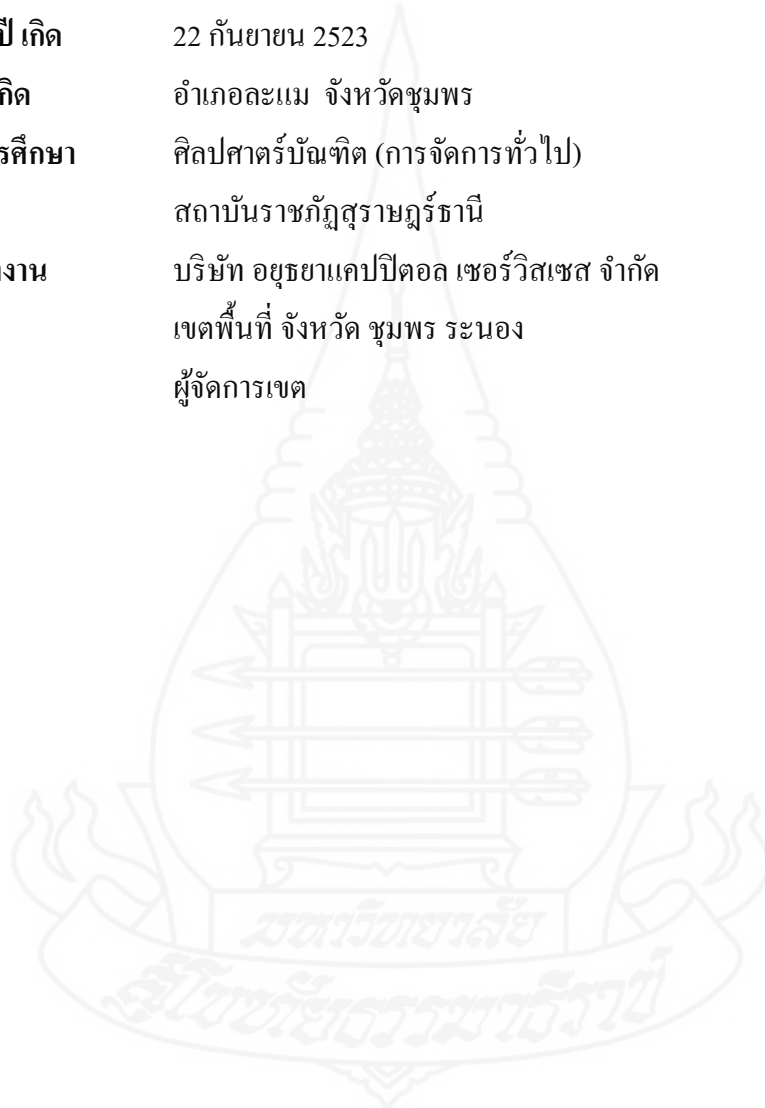 ปี เกิด 22 กันยายน 2523
กิด อำเภอละแม จังหวัดชุมพร
รศึกษา ศิลปศาตร์บัณฑิต (การจัดการทั่วไป)
สถาบันราชภัฏสุราษฎร์ธานี
งาน บริษัท อยุธยาแคปปิตอล เซอร์วิสเซส จำกัด
เขตพื้นที่ จังหวัด ชุมพร ระนอง
ผู้จัดการเขต
มหาวิทยาลัย
สุโขทัยธรรมาธิราช